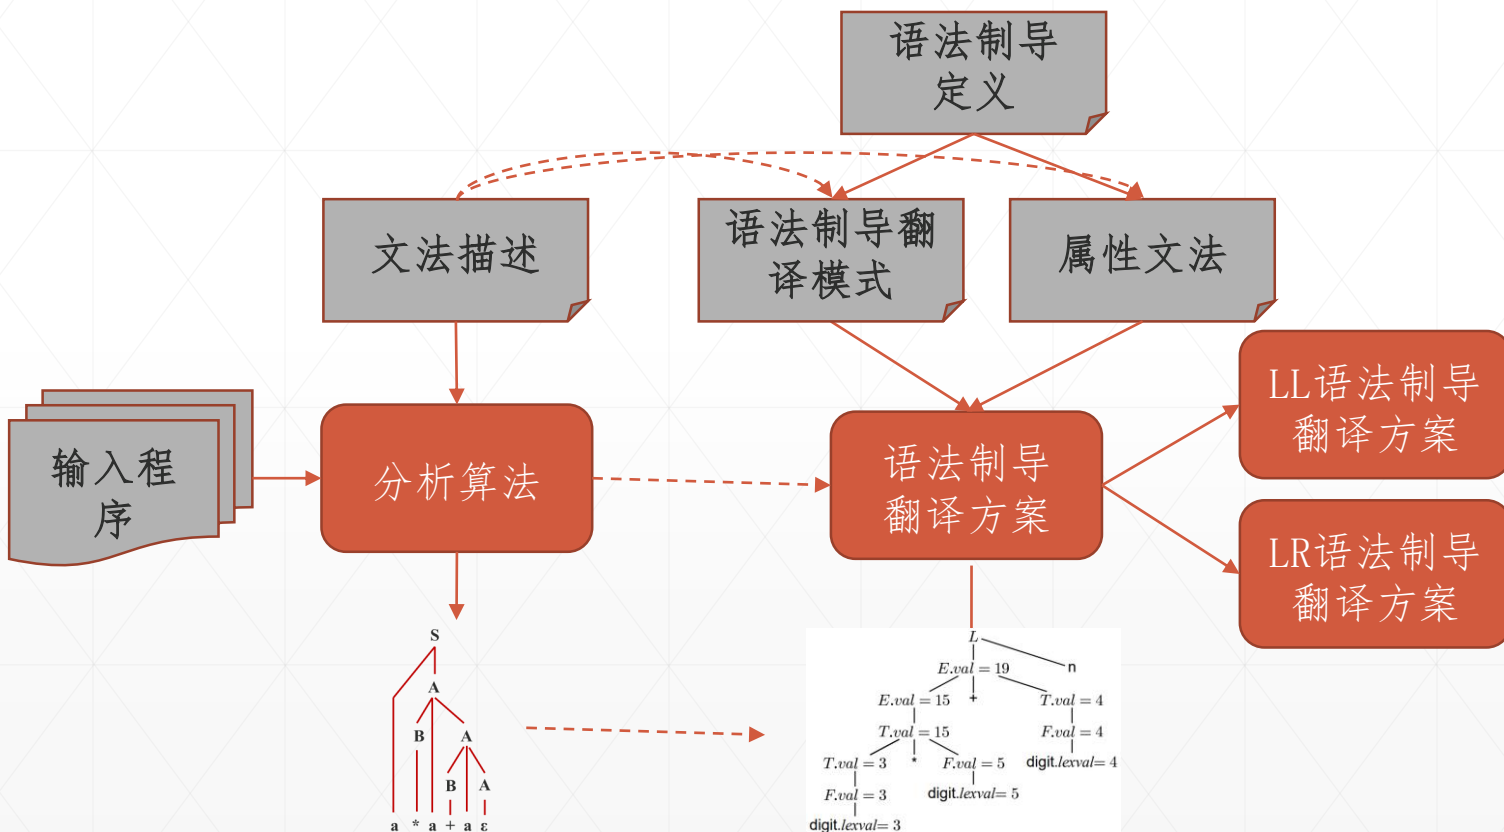 语法制导
定义
文法描述
语法制导翻
译模式
属性文法
输入程
序
分析算法
语法制导
翻译方案
LL语法制导
翻译方案
LR语法制导
翻译方案
S
A
B A
B A
a * a + a ε
L
E.val = 19 n
E.val = 15 + T.val = 4
T.val = 15 F.val = 4
T.val = 3 * F.val = 5 digit.lexval= 4
F.val = 3 digit.lexval= 5
digit.lexval= 3